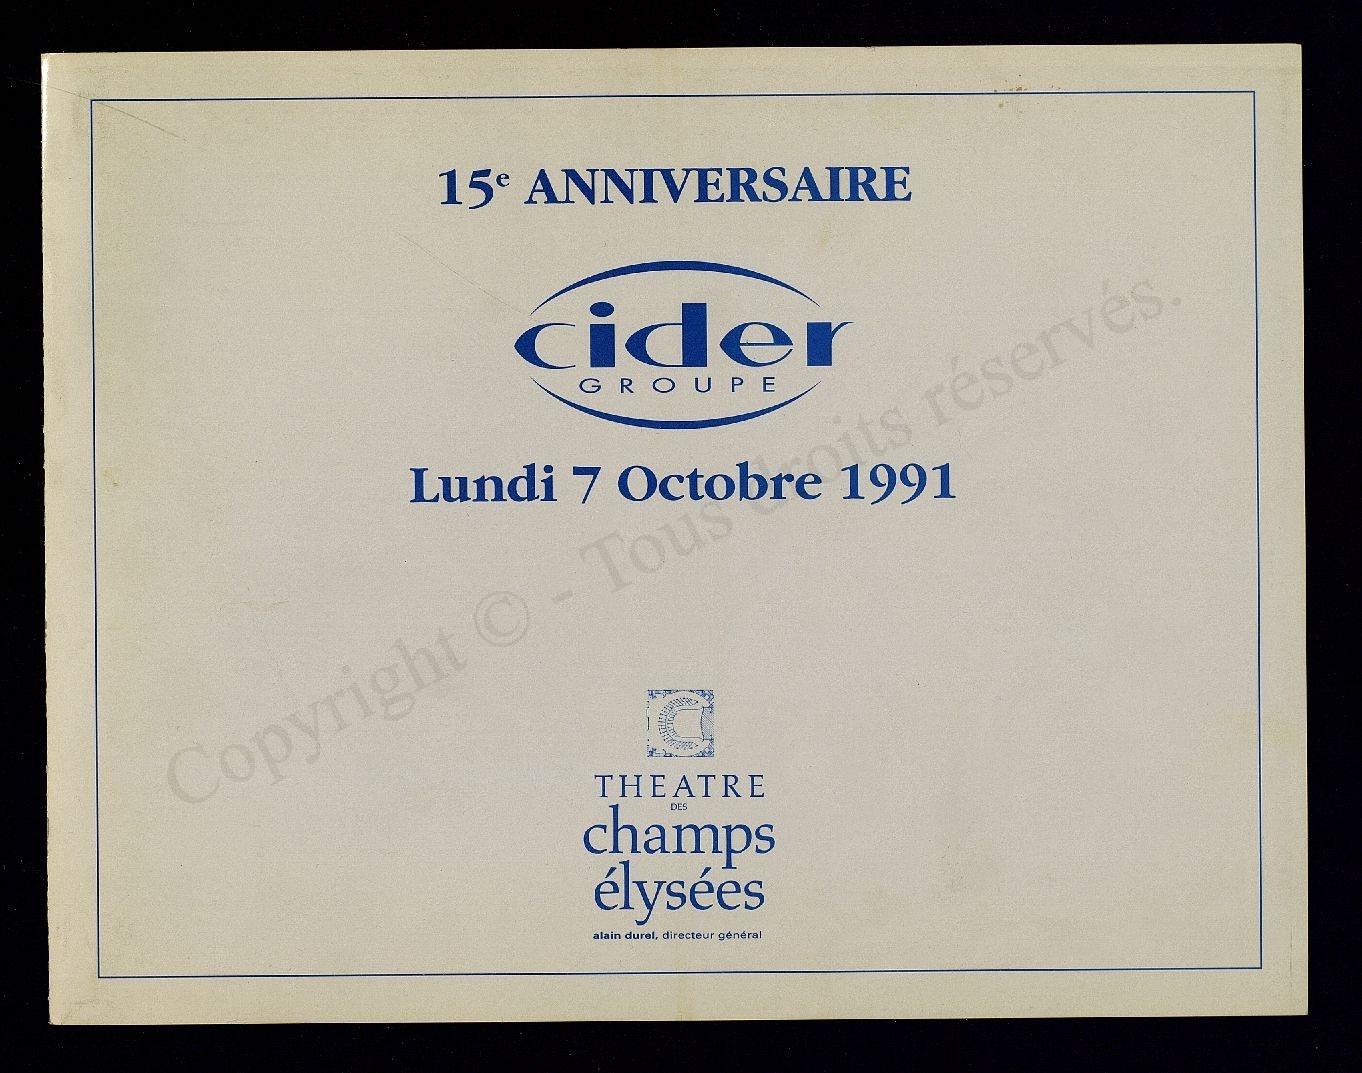 15e ANNIVERSAIRE
cider
GROUPE
Lundi 7 Octobre 1991
Copyright © - Tous droits réservés.
THEATRE
DES
champs
élysées
alain durel, directeur général